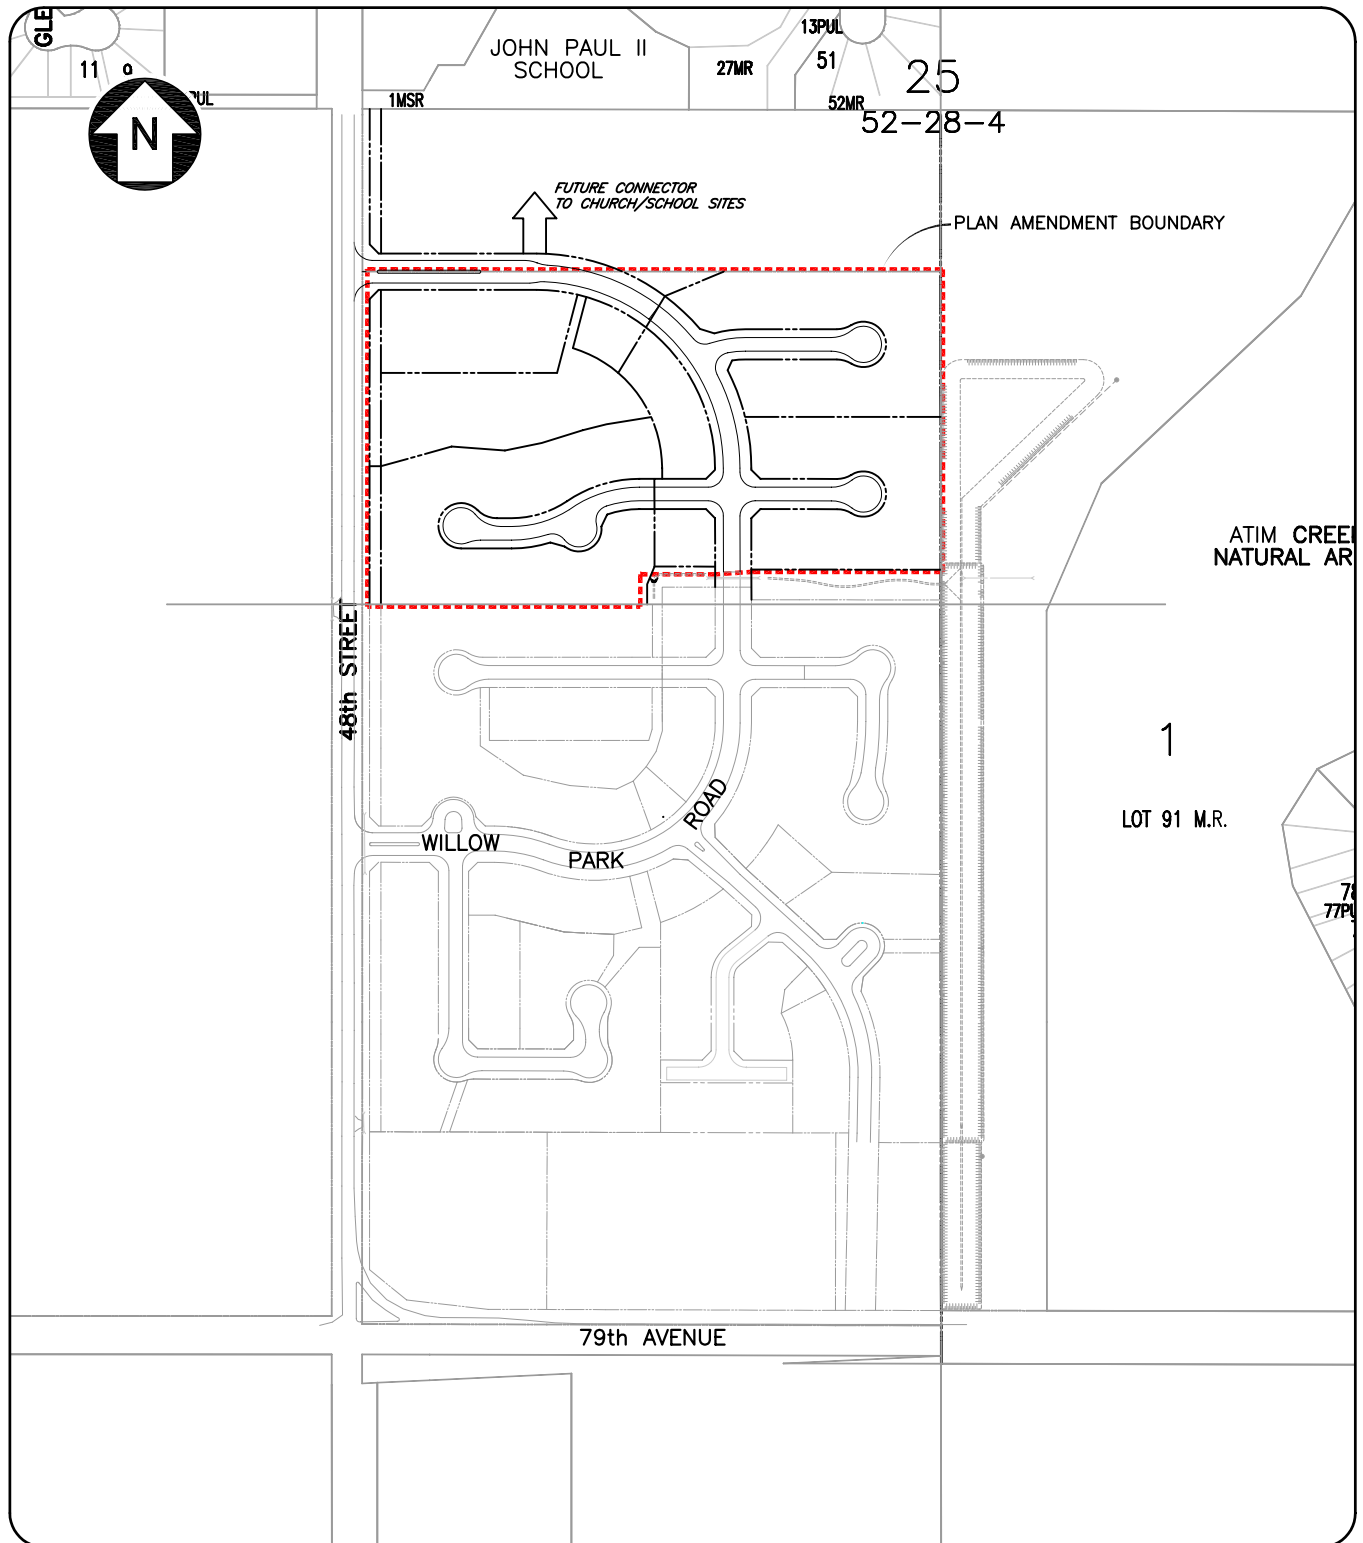 GLE
11
a
PUL
N
1MSR
JOHN PAUL II
SCHOOL
27MR
13PUL
51
52MR
25
52-28-4
FUTURE CONNECTOR
TO CHURCH/SCHOOL SITES
PLAN AMENDMENT BOUNDARY
ATIM CREE
NATURAL AR
48th STREET
1
LOT 91 M.R.
WILLOW
PARK
ROAD
78
77PU
79th AVENUE